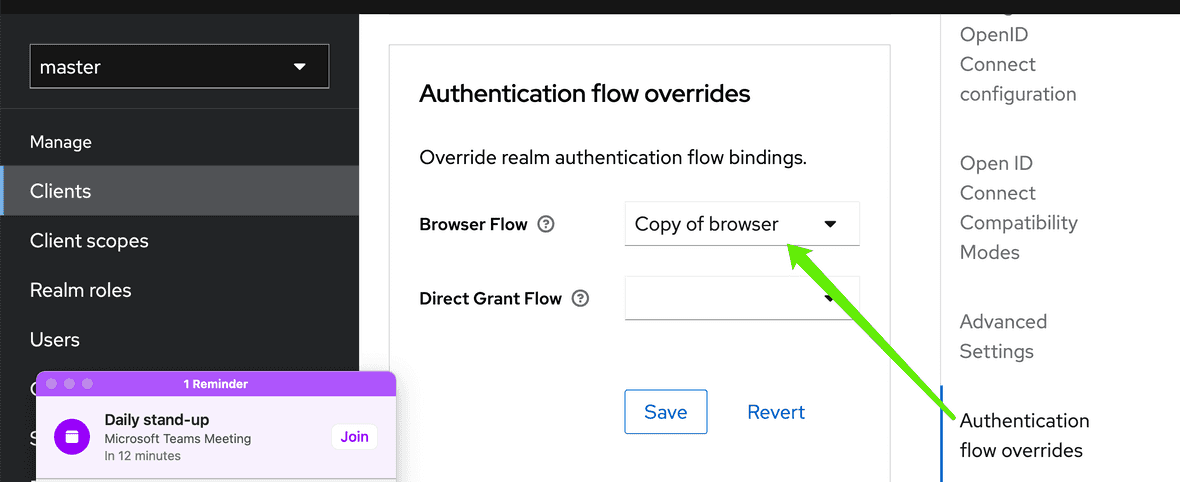 master
Manage
Clients
Client scopes
Realm roles
Users
1 Reminder
Daily stand-up
Microsoft Teams Meeting
In 12 minutes
Join
Authentication flow overrides
Override realm authentication flow bindings.
Browser Flow ?
Copy of browser
Direct Grant Flow ?
Save
Revert
OpenID
Connect
configuration
Open ID
Connect
Compatibility
Modes
Advanced
Settings
Authentication
flow overrides